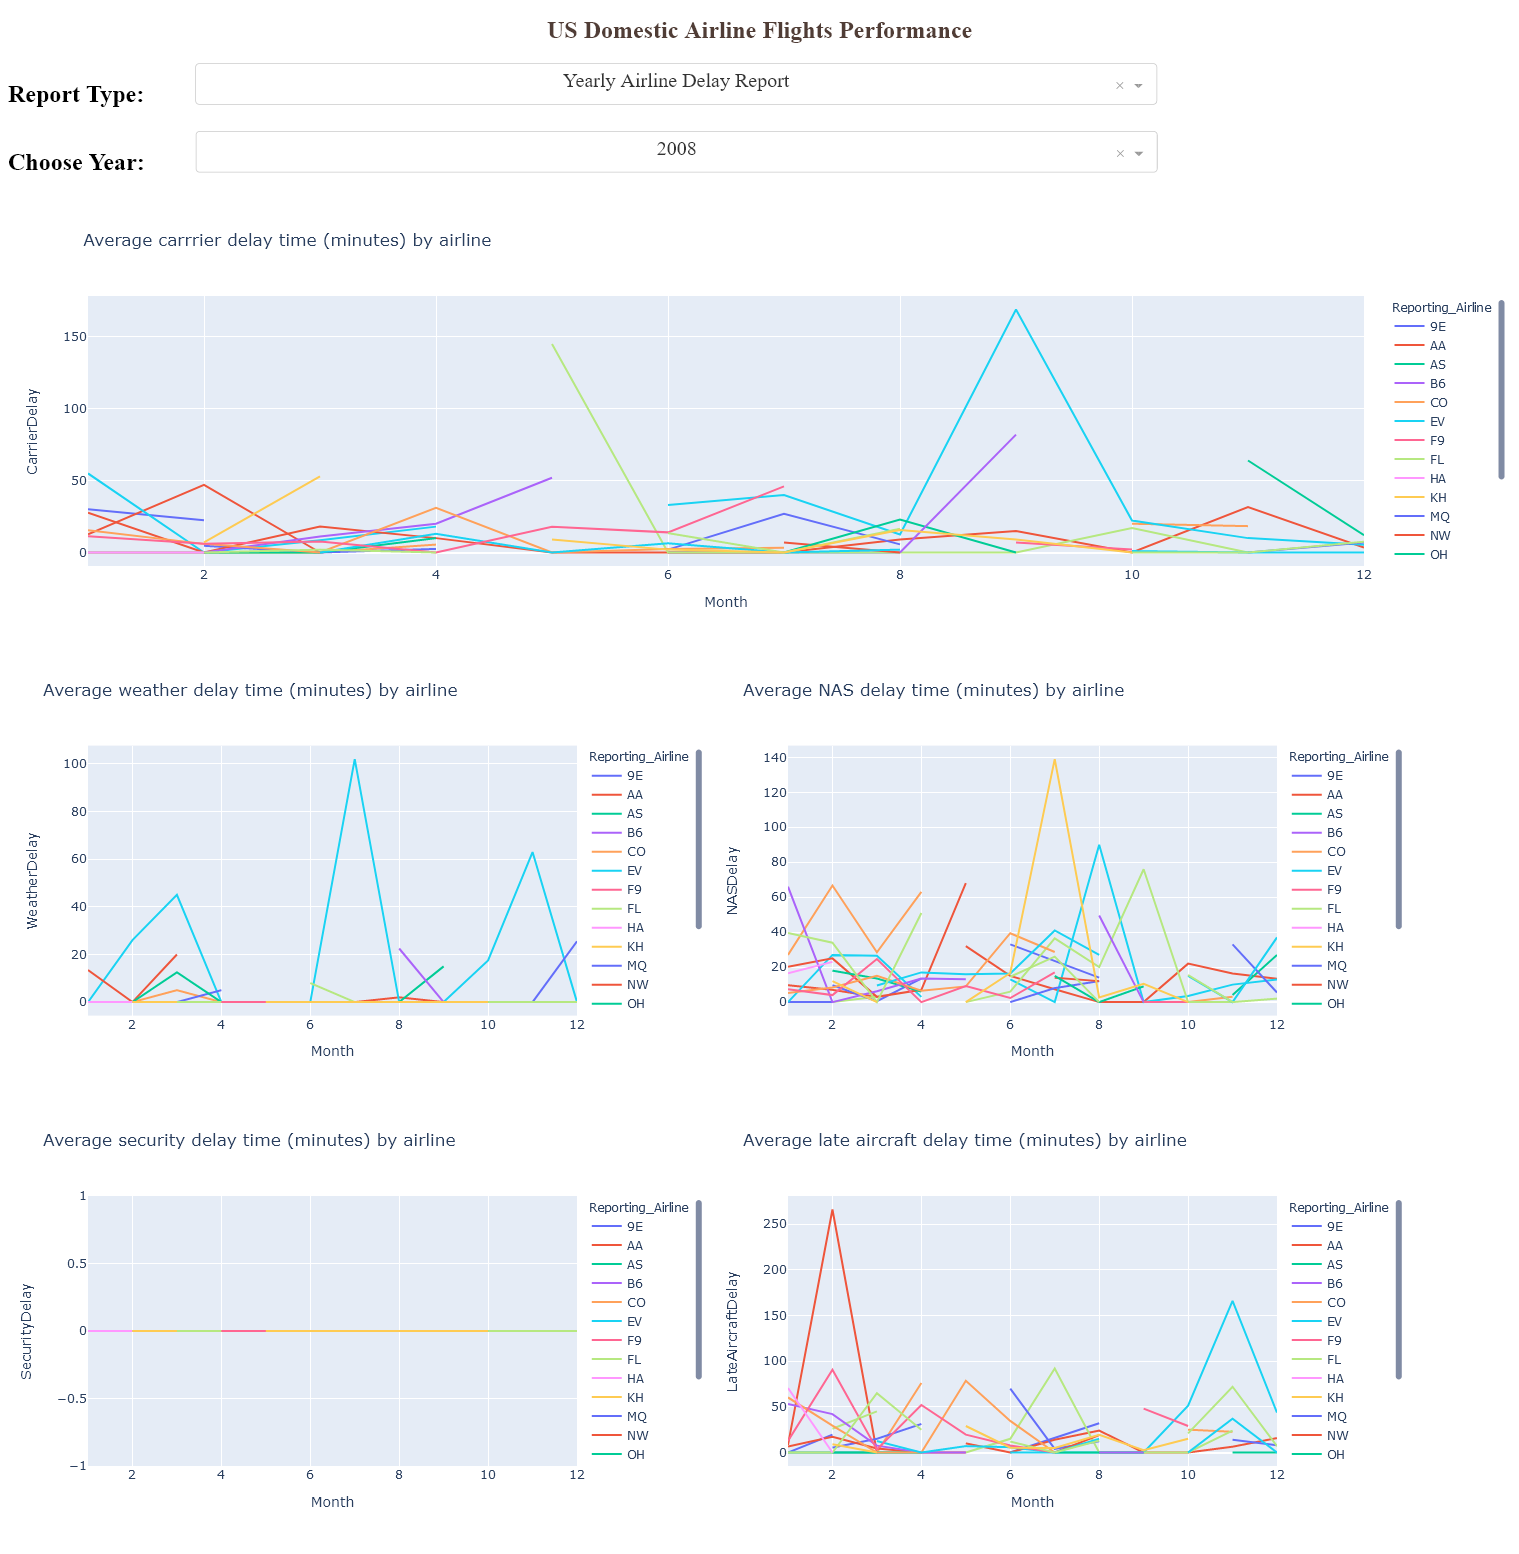 US Domestic Airline Flights Performance
Report Type:
Yearly Airline Delay Report
×
Choose Year:
2008
×
Average carrrier delay time (minutes) by airline
CarrierDelay
150
100
50
0
2 4 6 8 10 12
Month
Reporting_Airline
9E
AA
AS
B6
CO
EV
F9
FL
HA
KH
MQ
NW
OH
Average weather delay time (minutes) by airline
WeatherDelay
100
80
60
40
20
0
2 4 6 8 10 12
Month
Reporting_Airline
9E
AA
AS
B6
CO
EV
F9
FL
HA
KH
MQ
NW
OH
Average NAS delay time (minutes) by airline
NASDelay
140
120
100
80
60
40
20
0
2 4 6 8 10 12
Month
Reporting_Airline
9E
AA
AS
B6
CO
EV
F9
FL
HA
KH
MQ
NW
OH
Average security delay time (minutes) by airline
SecurityDelay
1
0.5
0
−0.5
−1
2 4 6 8 10 12
Month
Reporting_Airline
9E
AA
AS
B6
CO
EV
F9
FL
HA
KH
MQ
NW
OH
Average late aircraft delay time (minutes) by airline
LateAircraftDelay
250
200
150
100
50
0
2 4 6 8 10 12
Month
Reporting_Airline
9E
AA
AS
B6
CO
EV
F9
FL
HA
KH
MQ
NW
OH